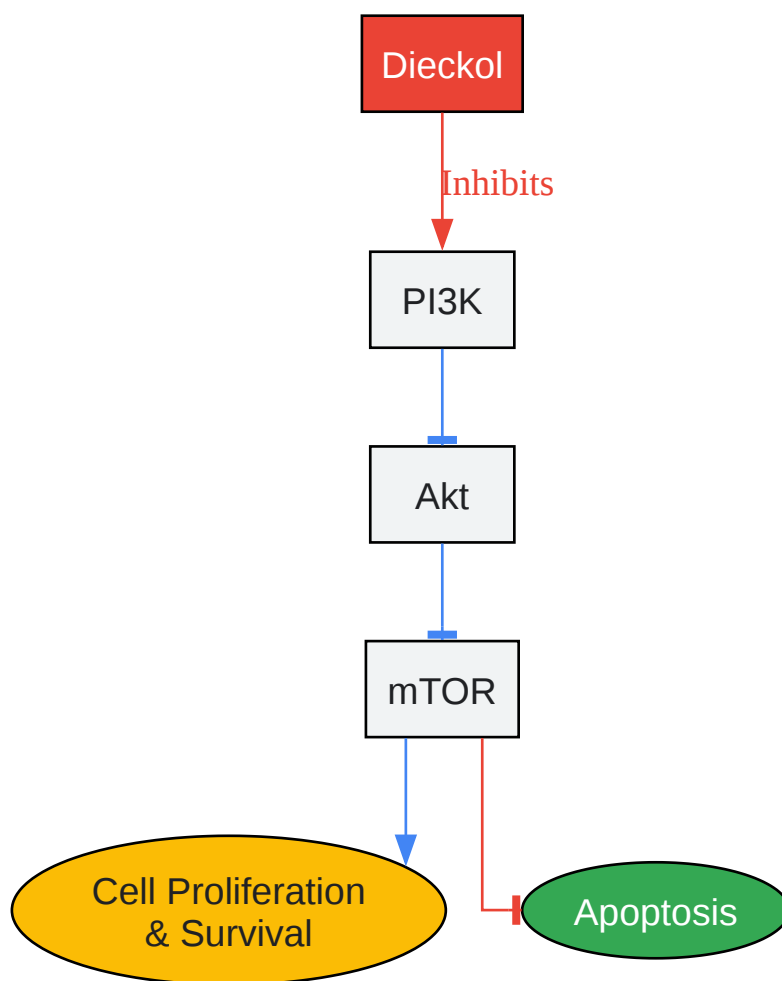 Dieckol
Inhibits
PI3K
Akt
mTOR
Cell Proliferation
& Survival
Apoptosis